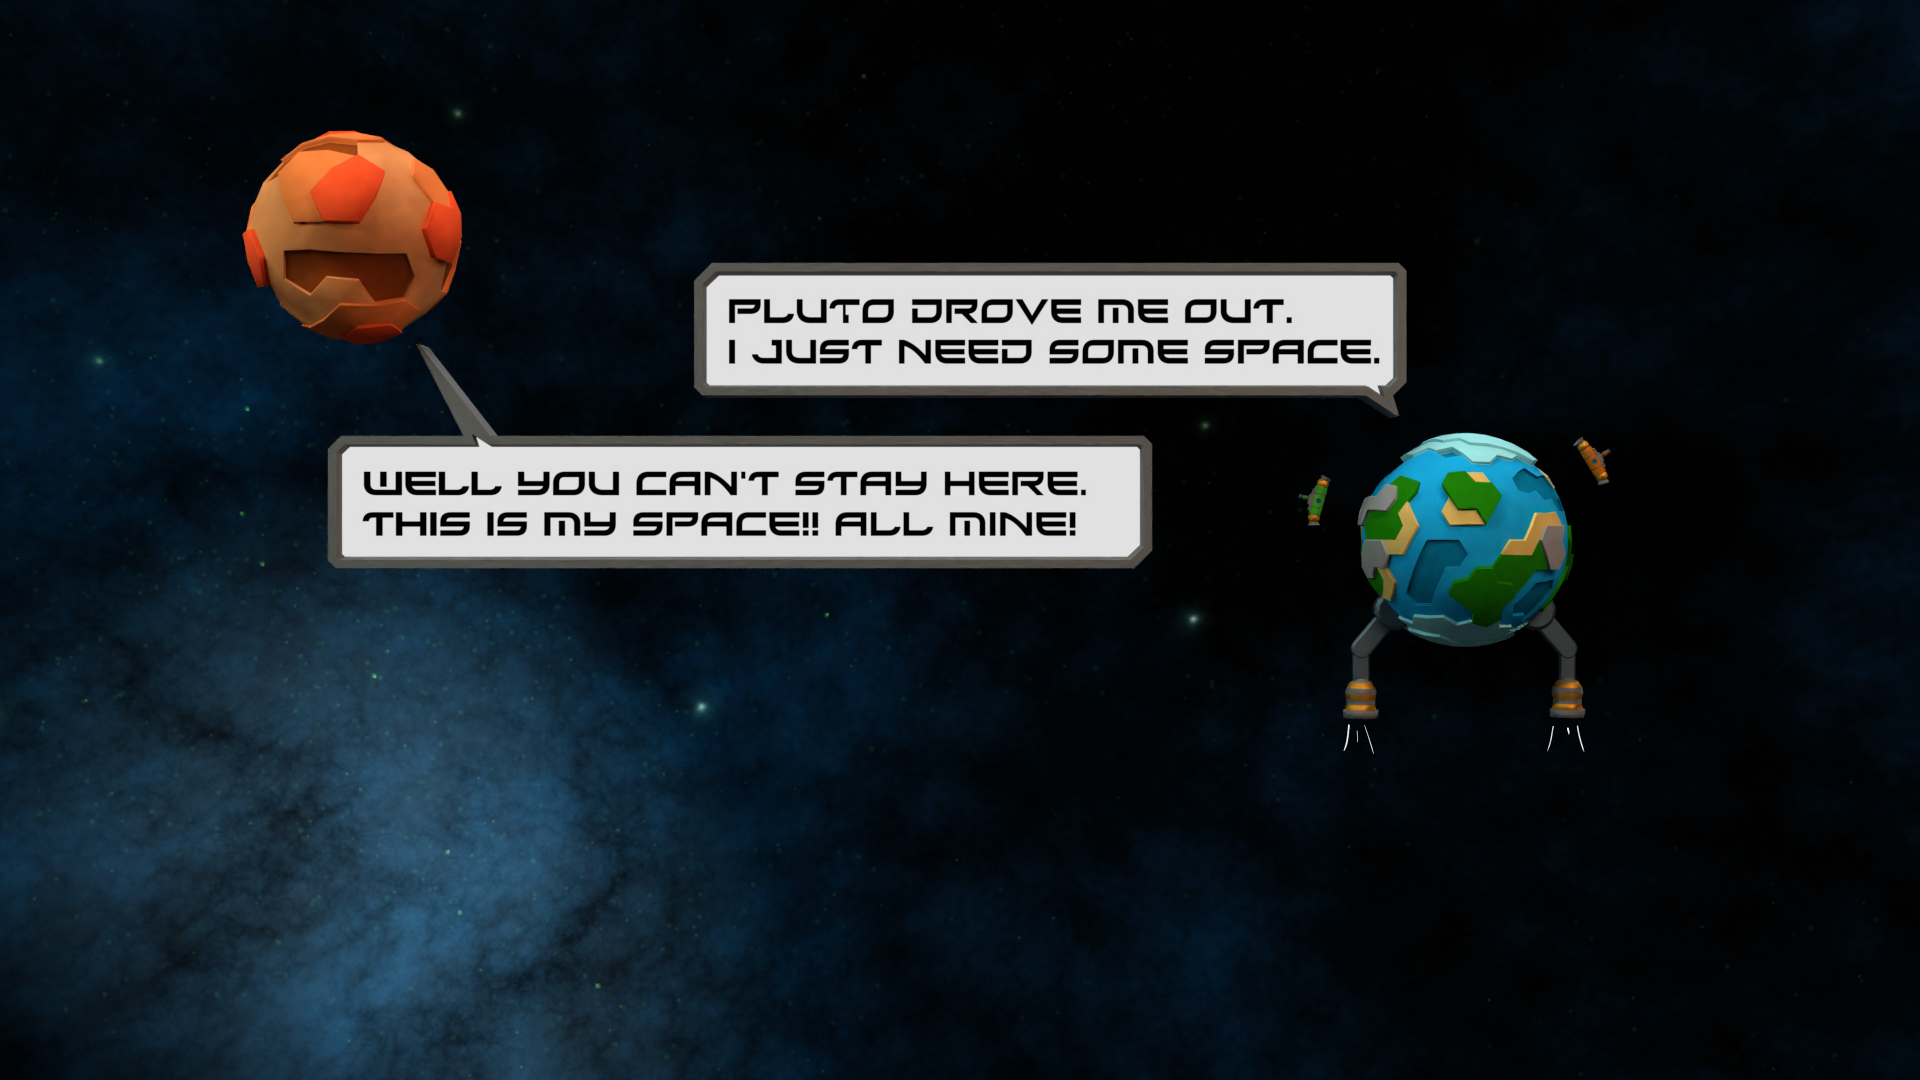 PLUTO DROVE ME OUT.
I JUST NEED SOME SPACE.
WELL YOU CAN'T STAY HERE.
THIS IS MY SPACE!! ALL MINE!